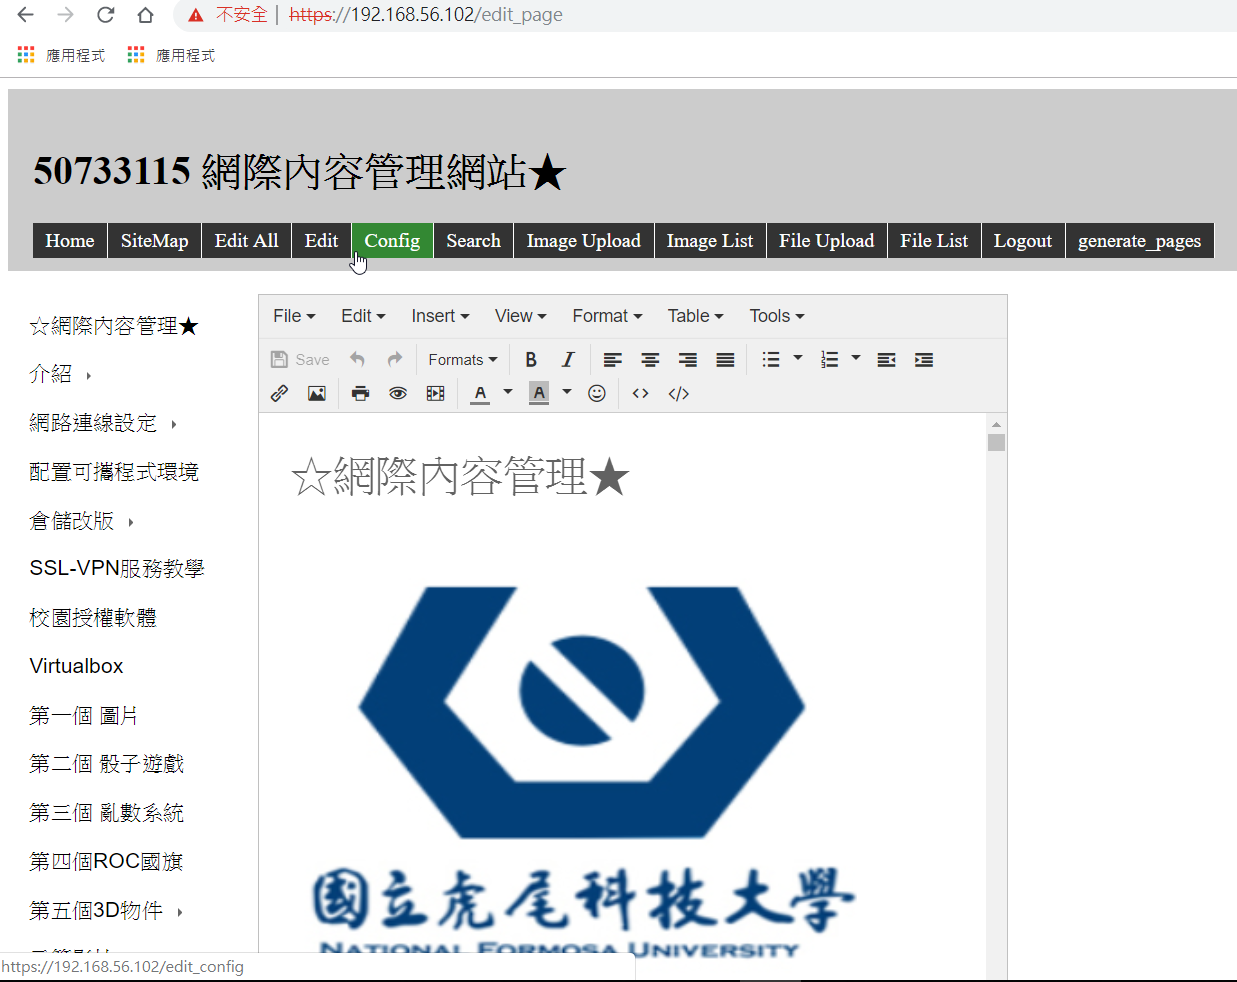 不安全 | https://192.168.56.102/edit_page
應用程式 應用程式
50733115 網際內容管理網站★
Home SiteMap Edit All Edit Config Search Image Upload Image List File Upload File List Logout generate_pages
☆網際內容管理★
介紹
網路連線設定
配置可攜程式環境
倉儲改版
SSL-VPN服務教學
校園授權軟體
Virtualbox
第一個 圖片
第二個 骰子遊戲
第三個 亂數系統
第四個ROC國旗
第五個3D物件
File Edit Insert View Format Table Tools
Save Formats B I
A A
☆網際內容管理★
國立虎尾科技大學
NATIONAL FORMOSA UNIVERSITY
https://192.168.56.102/edit_config